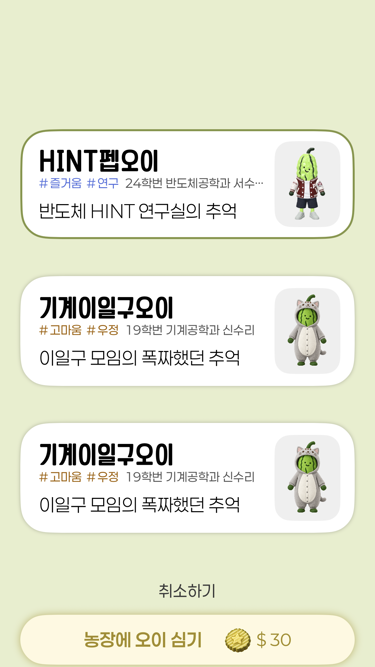 HINT펩오이
#즐거움 #연구 24학번 반도체공학과 서수…
반도체 HINT 연구실의 추억
기계이일구오이
#고마움 #우정 19학번 기계공학과 신수리
이일구 모임의 폭짜했던 추억
기계이일구오이
#고마움 #우정 19학번 기계공학과 신수리
이일구 모임의 폭짜했던 추억
취소하기
농장에 오이 심기 $ 30